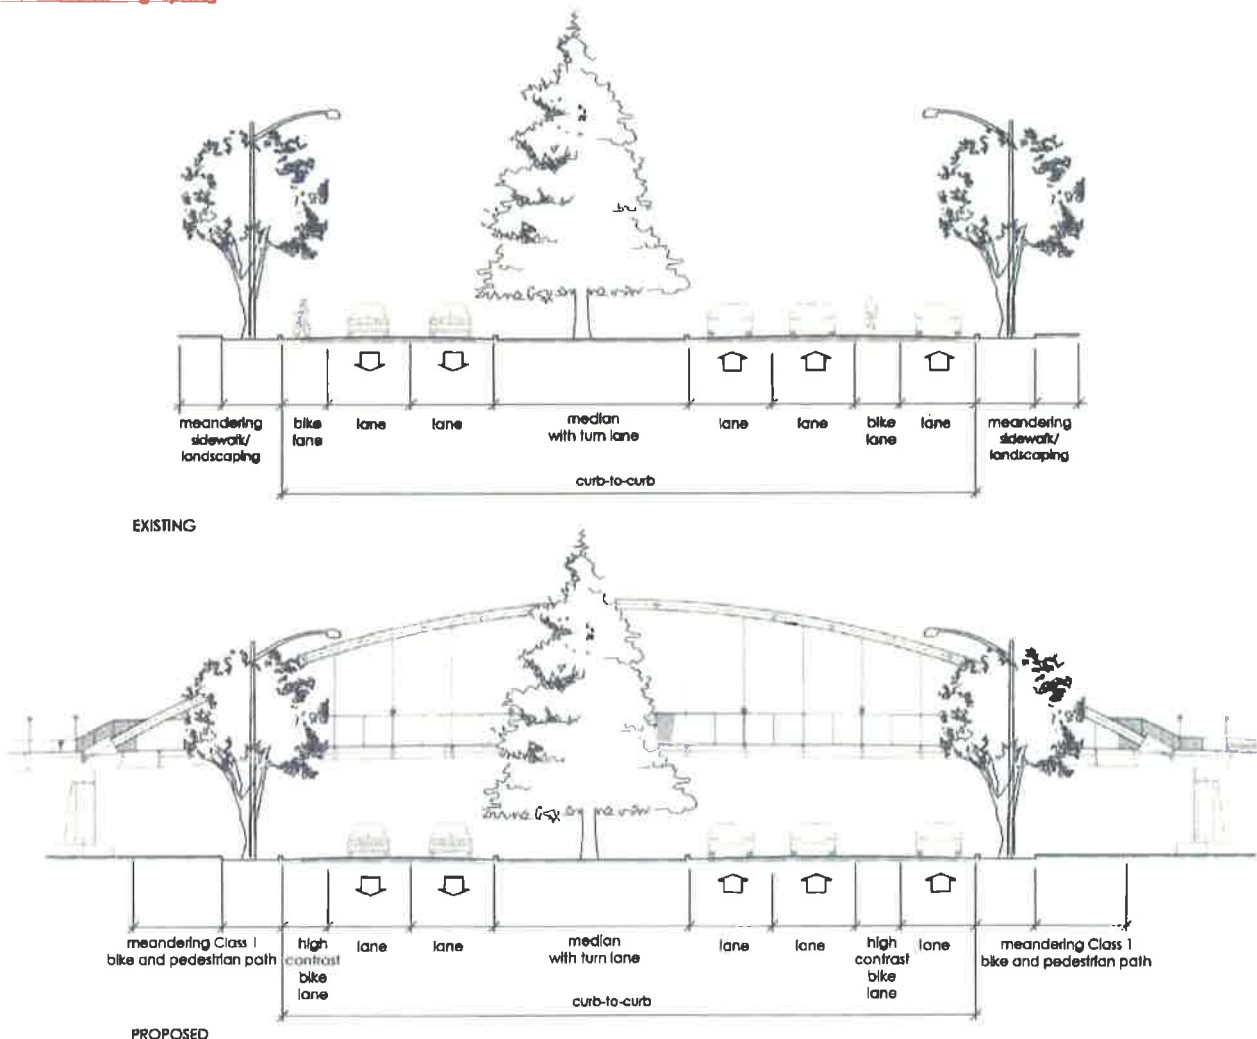 meandering
sidewalk/
landscaping
bike
lane
lane
lane
median
with turn lane
lane
lane
bike
lane
lane
meandering
sidewalk/
landscaping
curb-to-curb
EXISTING
meandering Class 1
bike and pedestrian path
high
contrast
bike
lane
lane
lane
median
with turn lane
lane
lane
high
contrast
bike
lane
lane
meandering Class 1
bike and pedestrian path
curb-to-curb
PROPOSED